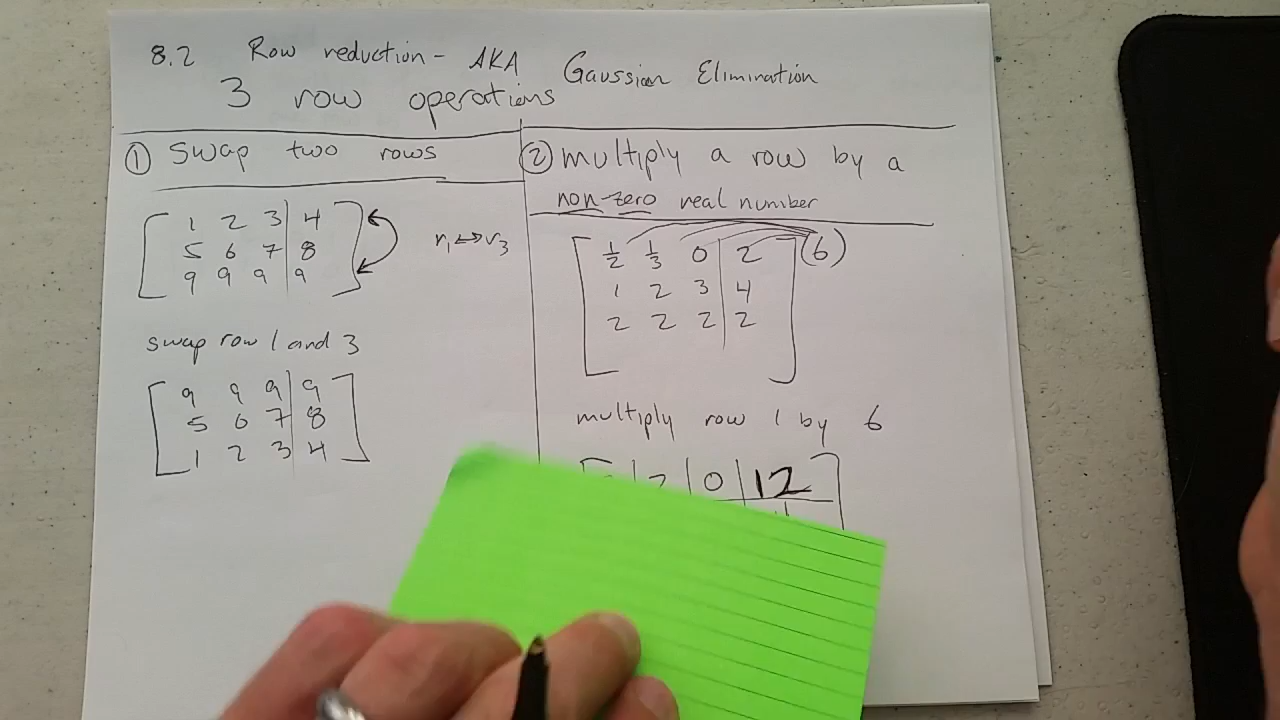 8.2 Row reduction - AKA Gaussian Elimination
3 row operations
① Swap two rows
1 2 3 | 4
5 6 7 | 8
9 9 9 | 9
r₁ ↔ r₃
swap row 1 and 3
9 9 9 | 9
5 6 7 | 8
1 2 3 | 4
② multiply a row by a
non-zero real number
1/2 1/3 0 | 2 (6)
1 2 3 | 4
2 2 2 | 2
multiply row 1 by 6
0 | 12